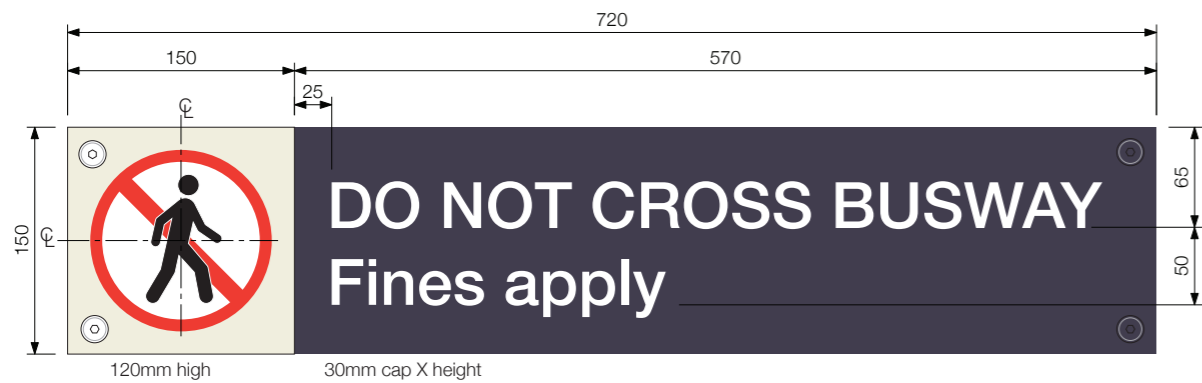 720
150 570
25
℄
DO NOT CROSS BUSWAY
Fines apply
150
℄
65
50
120mm high
30mm cap X height